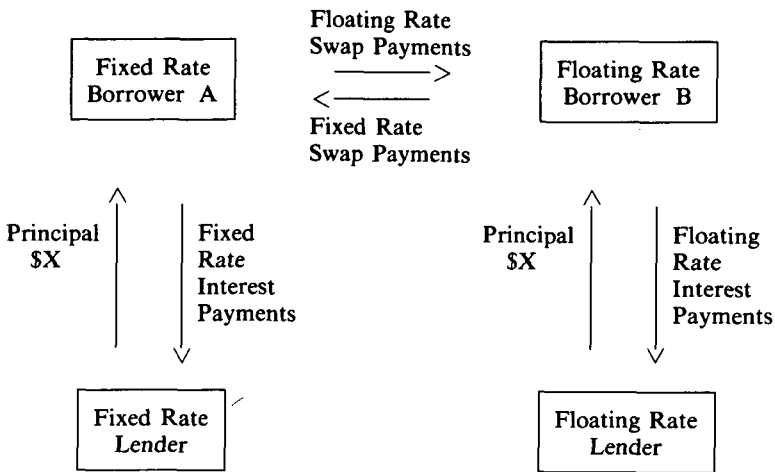 Floating Rate
Swap Payments
Fixed Rate
Borrower A
Floating Rate
Borrower B
Fixed Rate
Swap Payments
Principal
$X
Fixed
Rate
Interest
Payments
Principal
$X
Floating
Rate
Interest
Payments
Fixed Rate
Lender
Floating Rate
Lender